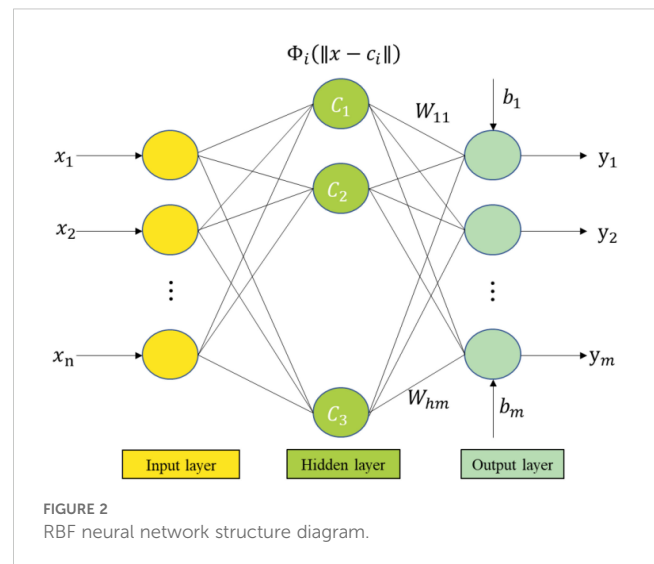 Φᵢ(‖x − cᵢ‖)
C₁
W₁₁
b₁
x₁
y₁
C₂
x₂
y₂
⋮
⋮
xₙ
yₘ
Wₕₘ
bₘ
C₃
Input layer
Hidden layer
Output layer
FIGURE 2
RBF neural network structure diagram.